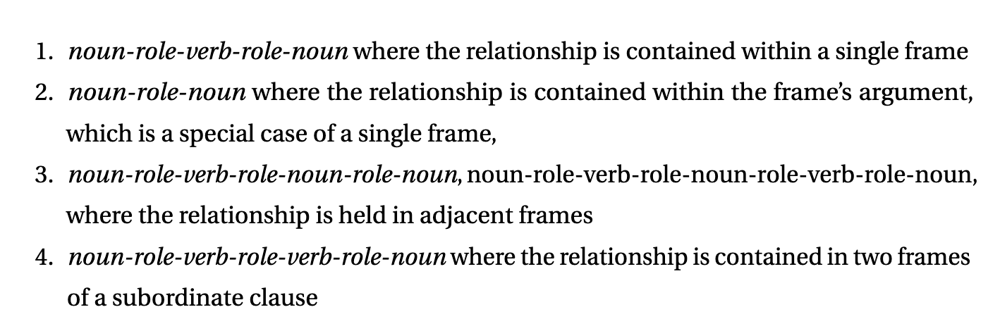 1. noun-role-verb-role-noun where the relationship is contained within a single frame
2. noun-role-noun where the relationship is contained within the frame’s argument,
which is a special case of a single frame,
3. noun-role-verb-role-noun-role-noun, noun-role-verb-role-noun-role-verb-role-noun,
where the relationship is held in adjacent frames
4. noun-role-verb-role-verb-role-noun where the relationship is contained in two frames
of a subordinate clause